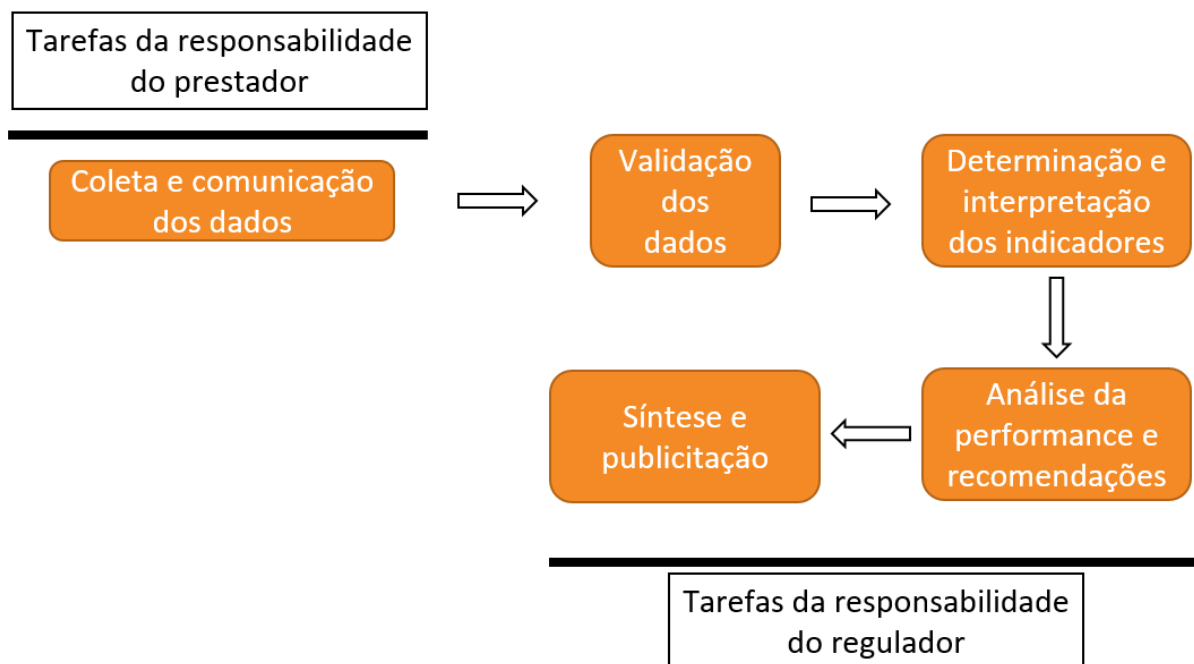 Tarefas da responsabilidade
do prestador
Coleta e comunicação
dos dados
Validação
dos
dados
Determinação e
interpretação
dos indicadores
Síntese e
publicitação
Análise da
performance e
recomendações
Tarefas da responsabilidade
do regulador